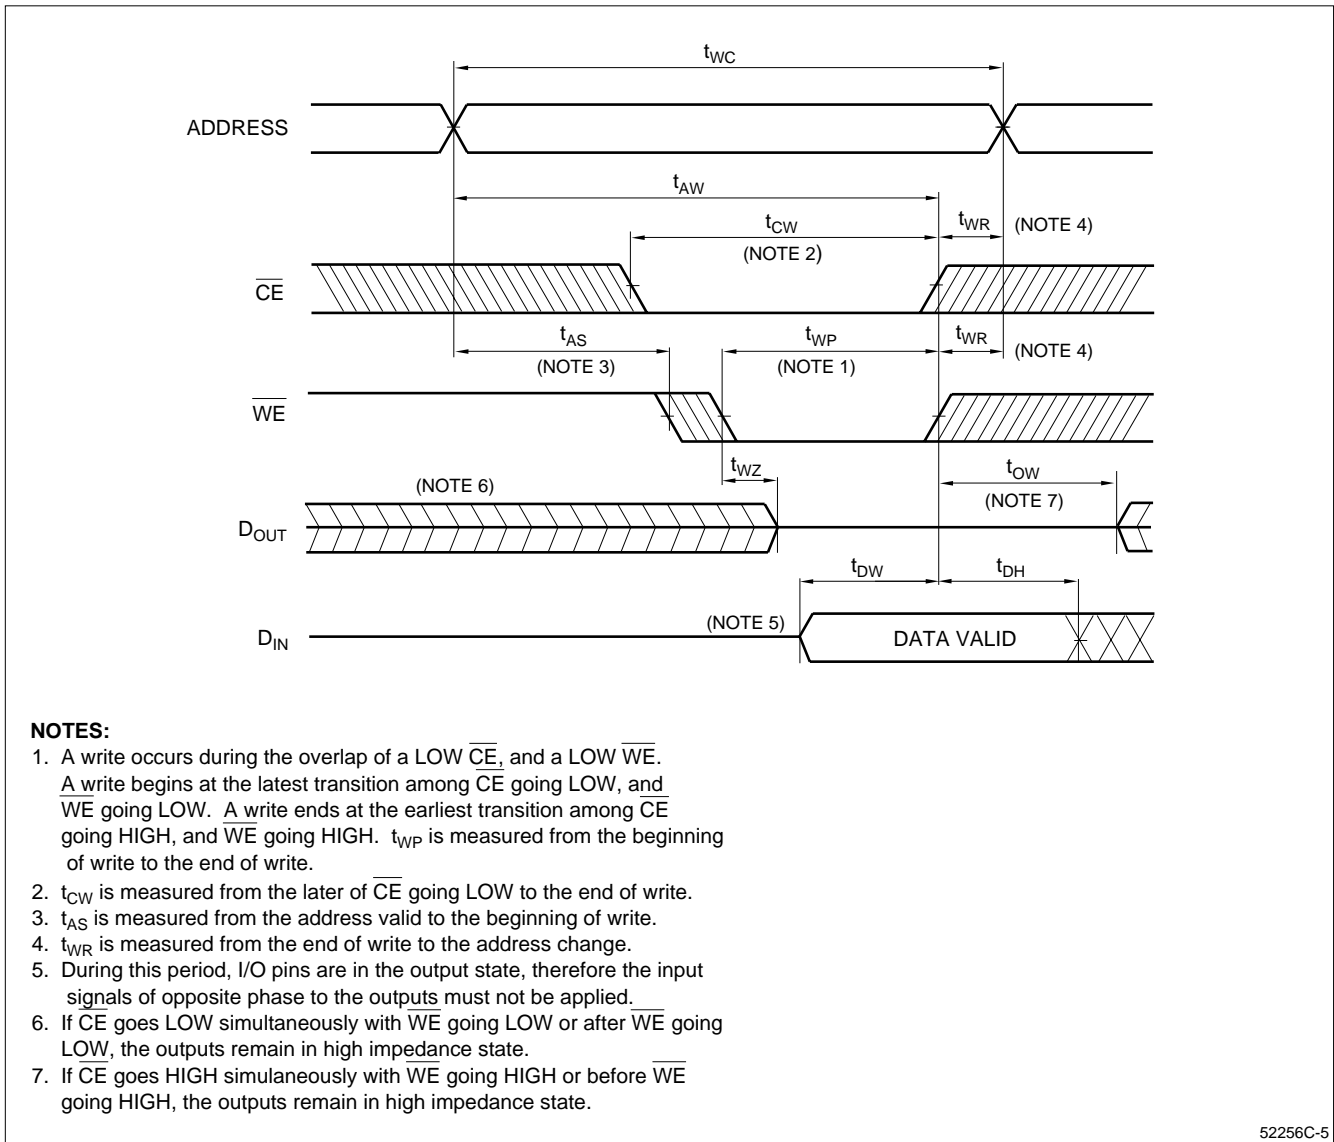 tWC
ADDRESS
tAW
tCW
tWR (NOTE 4)
(NOTE 2)
CE
tAS
tWP
tWR (NOTE 4)
(NOTE 3)
(NOTE 1)
WE
tWZ
tOW
(NOTE 6)
(NOTE 7)
DOUT
tDW
tDH
(NOTE 5)
DIN
DATA VALID
NOTES:
1. A write occurs during the overlap of a LOW CE, and a LOW WE.
A write begins at the latest transition among CE going LOW, and
WE going LOW. A write ends at the earliest transition among CE
going HIGH, and WE going HIGH. tWP is measured from the beginning
of write to the end of write.
2. tCW is measured from the later of CE going LOW to the end of write.
3. tAS is measured from the address valid to the beginning of write.
4. tWR is measured from the end of write to the address change.
5. During this period, I/O pins are in the output state, therefore the input
signals of opposite phase to the outputs must not be applied.
6. If CE goes LOW simultaneously with WE going LOW or after WE going
LOW, the outputs remain in high impedance state.
7. If CE goes HIGH simulaneously with WE going HIGH or before WE
going HIGH, the outputs remain in high impedance state.
52256C-5